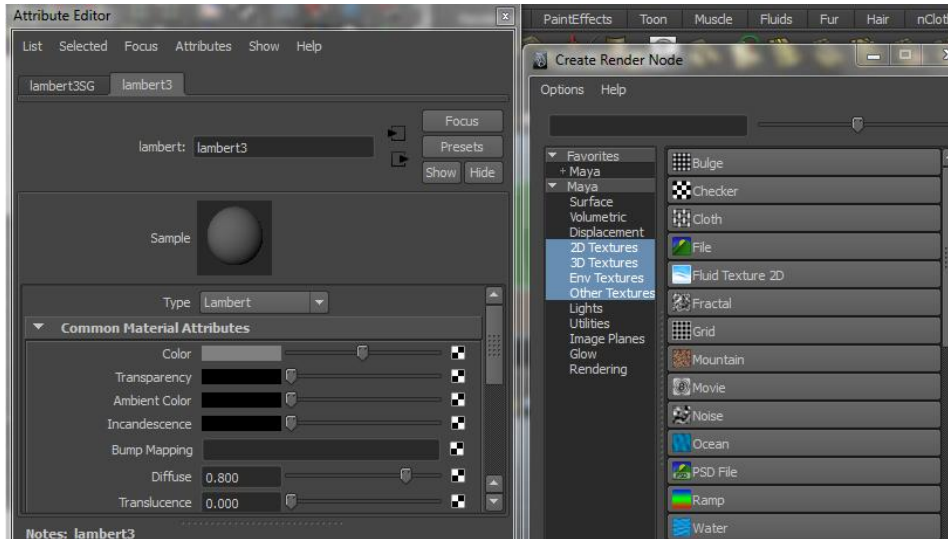 Attribute Editor
List Selected Focus Attributes Show Help
lambert3SG lambert3
Focus
lambert: lambert3
Presets
Show Hide
Sample
Type Lambert
Common Material Attributes
Color
Transparency
Ambient Color
Incandescence
Bump Mapping
Diffuse 0.800
Translucence 0.000
Notes: lambert3
PaintEffects Toon Muscle Fluids Fur Hair nClot
Create Render Node
Options Help
Favorites
+ Maya
Maya
Surface
Volumetric
Displacement
2D Textures
3D Textures
Env Textures
Other Textures
Lights
Utilities
Image Planes
Glow
Rendering
Bulge
Checker
Cloth
File
Fluid Texture 2D
Fractal
Grid
Mountain
Movie
Noise
Ocean
PSD File
Ramp
Water